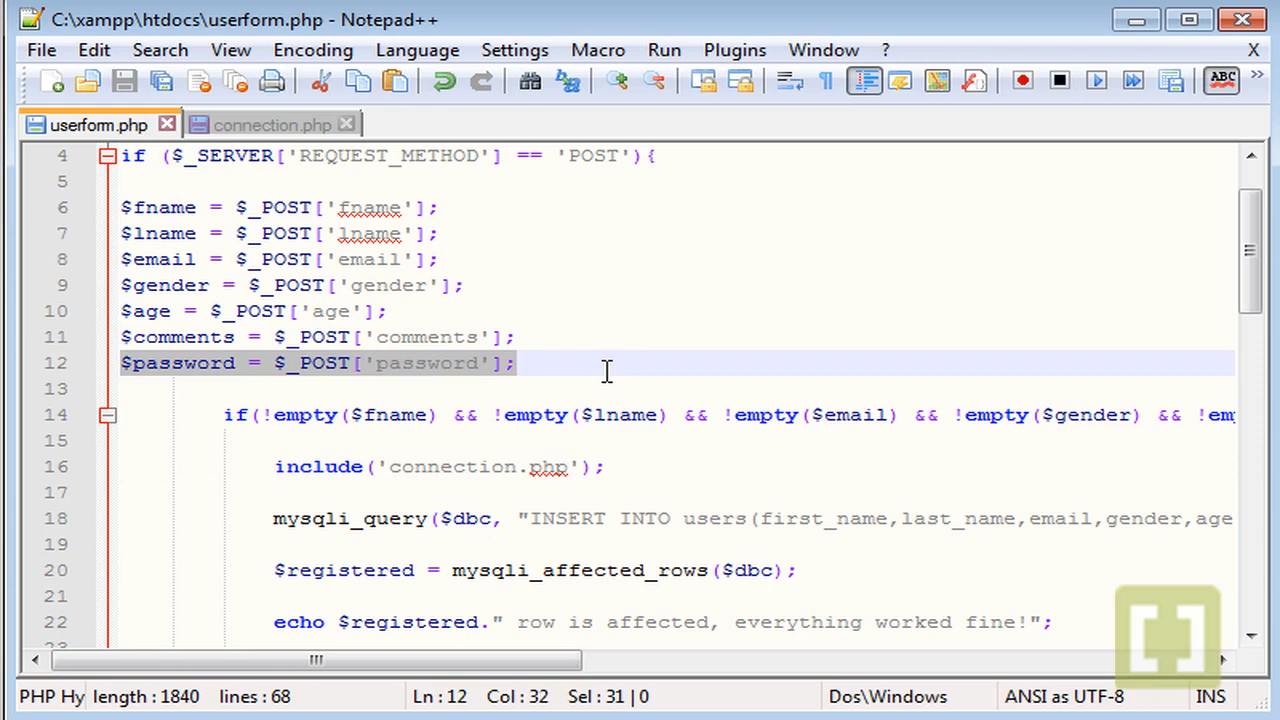 C:\xampp\htdocs\userform.php - Notepad++
File Edit Search View Encoding Language Settings Macro Run Plugins Window ? X
ABC
userform.php connection.php
4 if ($_SERVER['REQUEST_METHOD'] == 'POST'){
5
6 $fname = $_POST['fname'];
7 $lname = $_POST['lname'];
8 $email = $_POST['email'];
9 $gender = $_POST['gender'];
10 $age = $_POST['age'];
11 $comments = $_POST['comments'];
12 $password = $_POST['password'];
13
14 if(!empty($fname) && !empty($lname) && !empty($email) && !empty($gender) && !em
15
16 include('connection.php');
17
18 mysqli_query($dbc, "INSERT INTO users(first_name,last_name,email,gender,age
19
20 $registered = mysqli_affected_rows($dbc);
21
22 echo $registered." row is affected, everything worked fine!";
23
PHP Hy length : 1840 lines : 68 Ln : 12 Col : 32 Sel : 31 | 0 Dos\Windows ANSI as UTF-8 INS